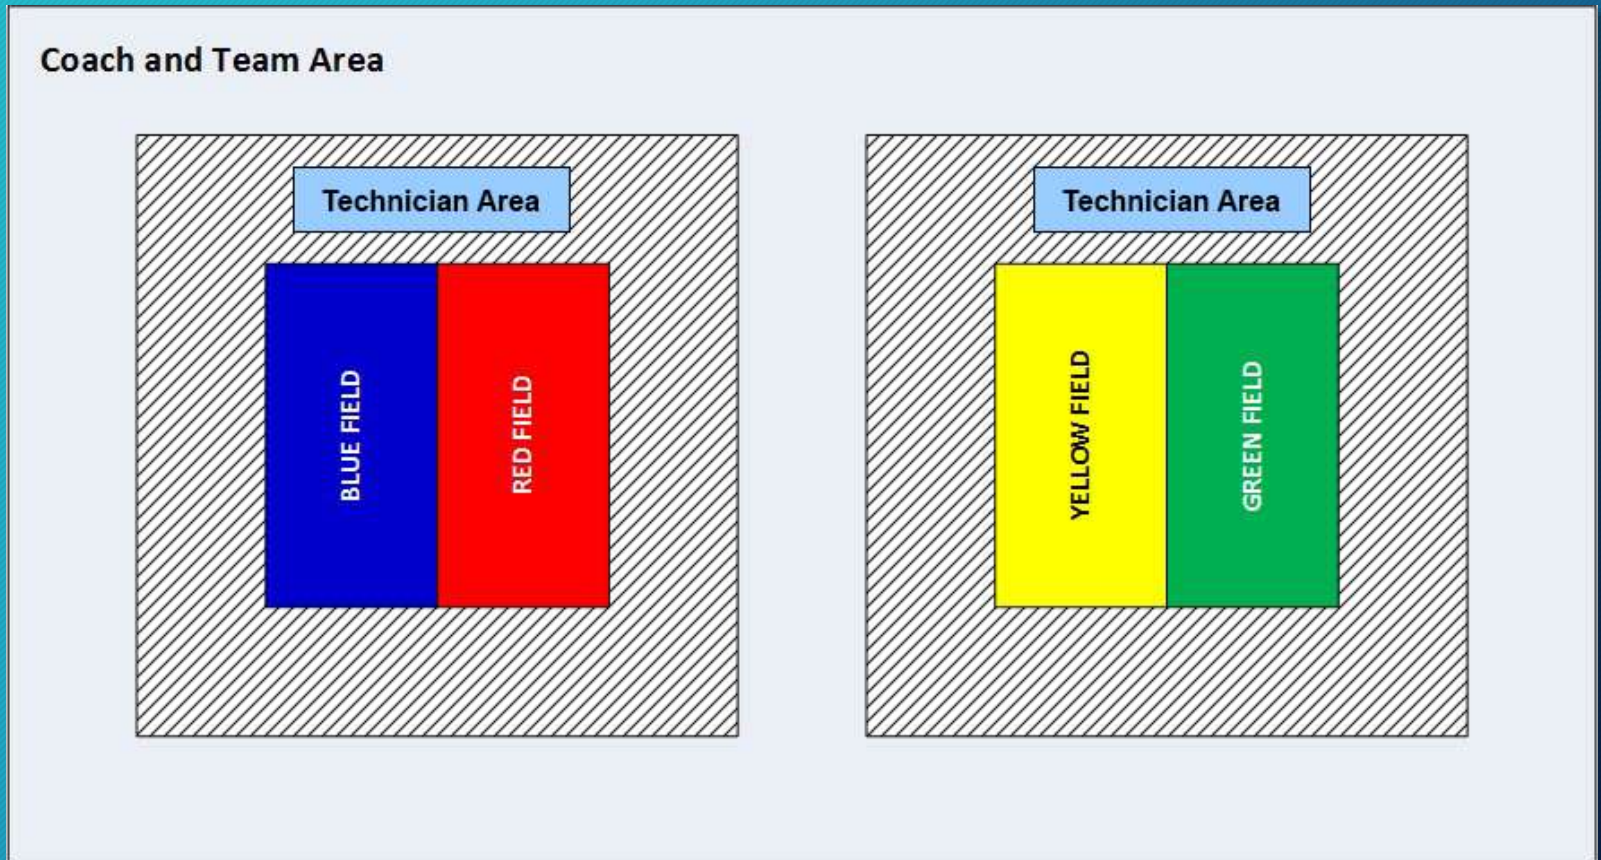 Coach and Team Area
Technician Area
Technician Area
BLUE FIELD
RED FIELD
YELLOW FIELD
GREEN FIELD